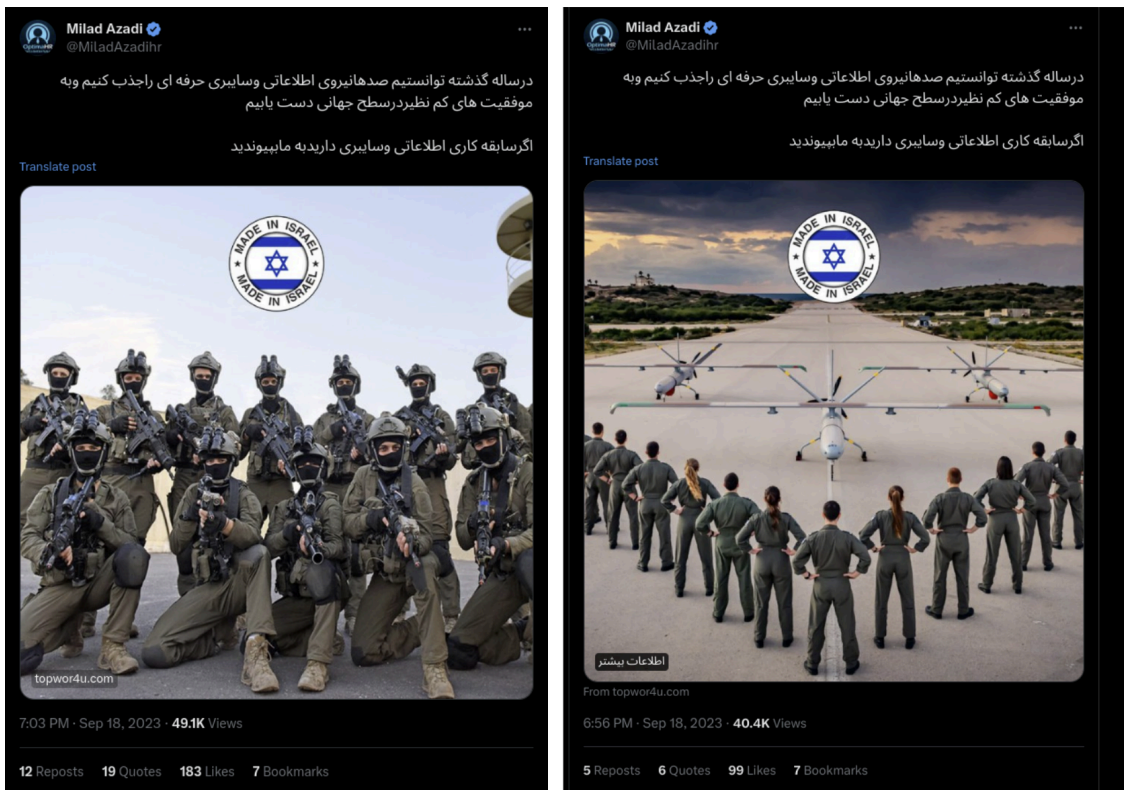 Milad Azadi
@MiladAzadihr
OptimaHR
درساله گذشته توانستیم صدهانیروی اطلاعاتی وسایبری حرفه ای راجذب کنیم وبه
موفقیت های کم نظیردرسطح جهانی دست یابیم
اگرسابقه کاری اطلاعاتی وسایبری داریدبه مابپیوندید
Translate post
MADE IN ISRAEL
MADE IN ISRAEL
topwor4u.com
7:03 PM · Sep 18, 2023 · 49.1K Views
12 Reposts 19 Quotes 183 Likes 7 Bookmarks
Milad Azadi
@MiladAzadihr
OptimaHR
درساله گذشته توانستیم صدهانیروی اطلاعاتی وسایبری حرفه ای راجذب کنیم وبه
موفقیت های کم نظیردرسطح جهانی دست یابیم
اگرسابقه کاری اطلاعاتی وسایبری داریدبه مابپیوندید
Translate post
MADE IN ISRAEL
MADE IN ISRAEL
اطلاعات بیشتر
From topwor4u.com
6:56 PM · Sep 18, 2023 · 40.4K Views
5 Reposts 6 Quotes 99 Likes 7 Bookmarks